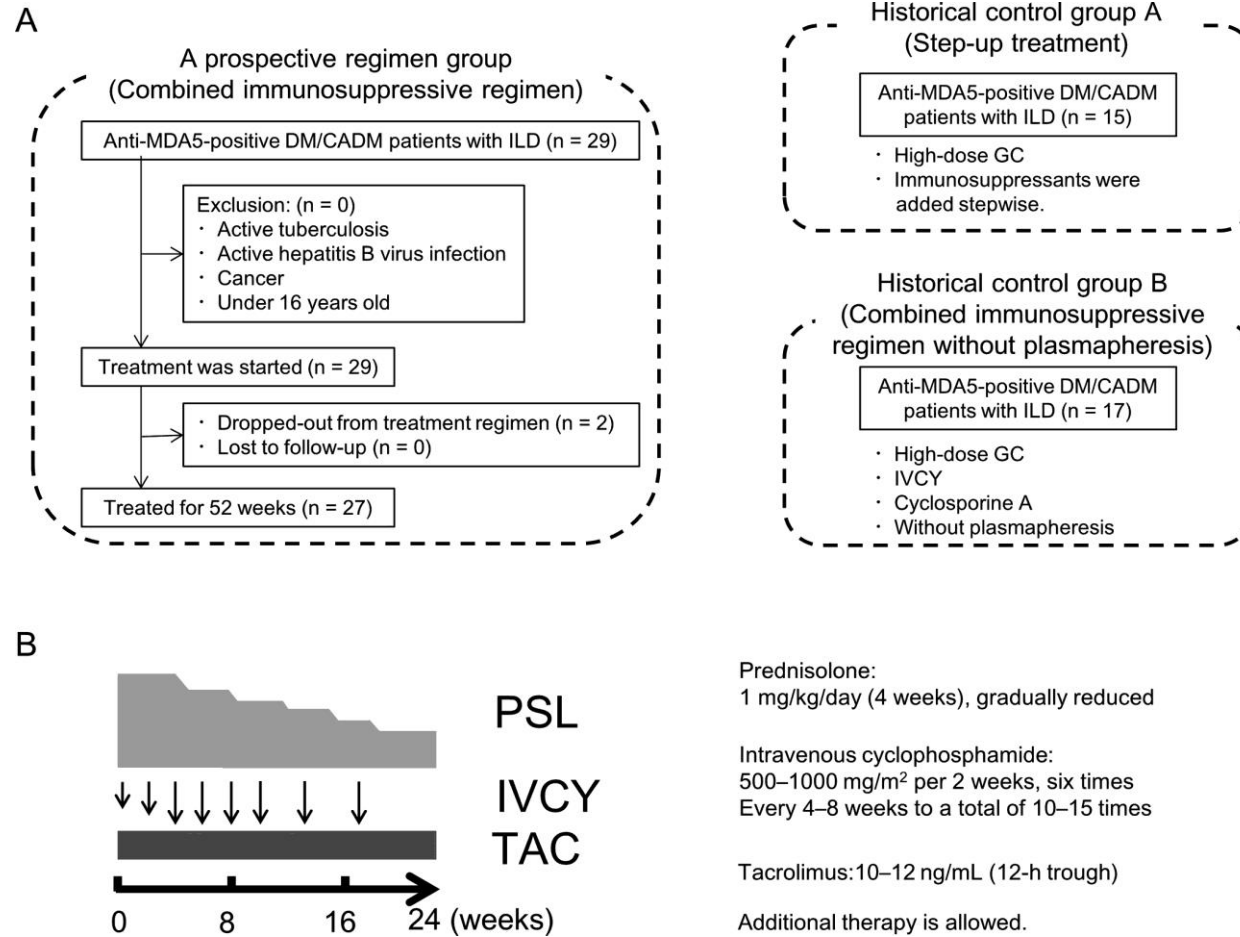 A
A prospective regimen group
(Combined immunosuppressive regimen)
Anti-MDA5-positive DM/CADM patients with ILD (n = 29)
Exclusion: (n = 0)
・ Active tuberculosis
・ Active hepatitis B virus infection
・ Cancer
・ Under 16 years old
Treatment was started (n = 29)
・ Dropped-out from treatment regimen (n = 2)
・ Lost to follow-up (n = 0)
Treated for 52 weeks (n = 27)
Historical control group A
(Step-up treatment)
Anti-MDA5-positive DM/CADM
patients with ILD (n = 15)
・ High-dose GC
・ Immunosuppressants were
added stepwise.
Historical control group B
(Combined immunosuppressive
regimen without plasmapheresis)
Anti-MDA5-positive DM/CADM
patients with ILD (n = 17)
・ High-dose GC
・ IVCY
・ Cyclosporine A
・ Without plasmapheresis
B
PSL
IVCY
TAC
0 8 16 24 (weeks)
Prednisolone:
1 mg/kg/day (4 weeks), gradually reduced
Intravenous cyclophosphamide:
500–1000 mg/m² per 2 weeks, six times
Every 4–8 weeks to a total of 10–15 times
Tacrolimus:10–12 ng/mL (12-h trough)
Additional therapy is allowed.